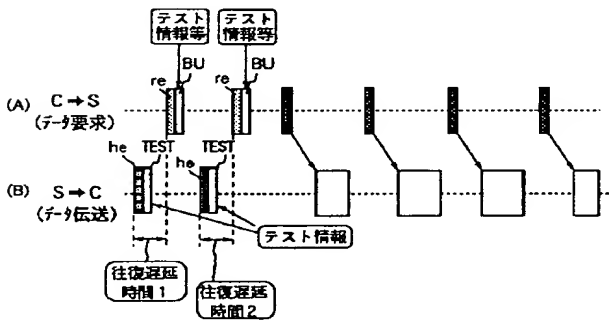 テスト
情報等
テスト
情報等
BU
BU
re
re
(A) C→S
(データ要求)
he TEST
he TEST
(B) S→C
(データ伝送)
テスト情報
往復遅延
時間1
往復遅延
時間2